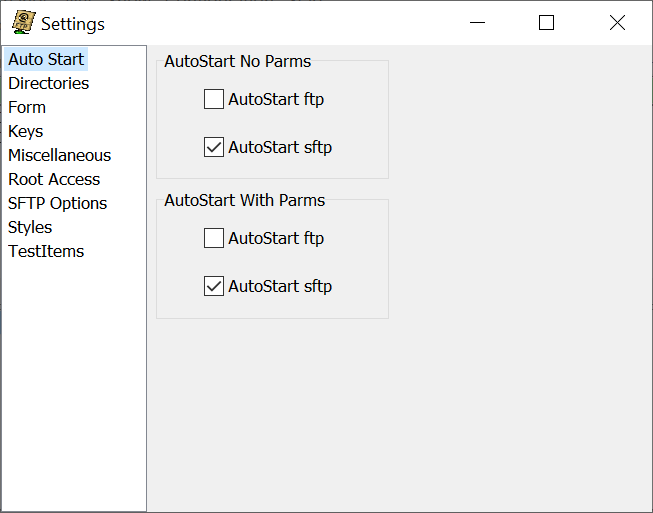 Settings
Auto Start
Directories
Form
Keys
Miscellaneous
Root Access
SFTP Options
Styles
TestItems
AutoStart No Parms
AutoStart ftp
AutoStart sftp
AutoStart With Parms
AutoStart ftp
AutoStart sftp